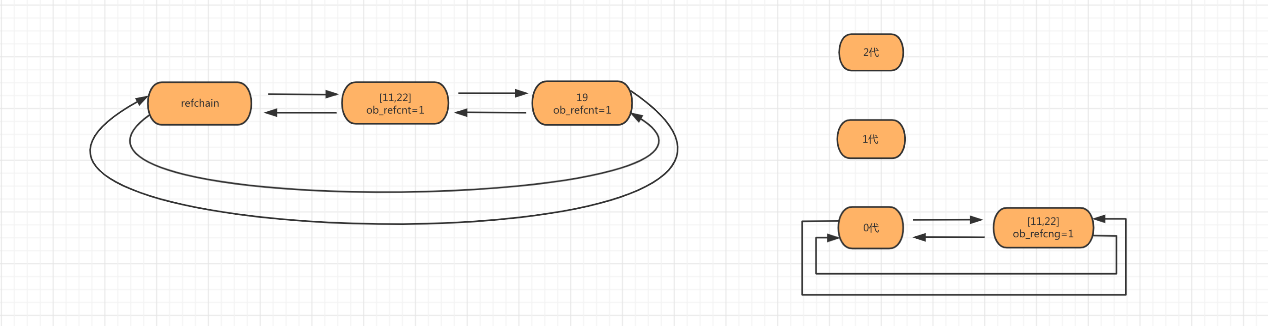 refchain
[11,22]
ob_refcnt=1
19
ob_refcnt=1
2代
1代
0代
[11,22]
ob_refcng=1